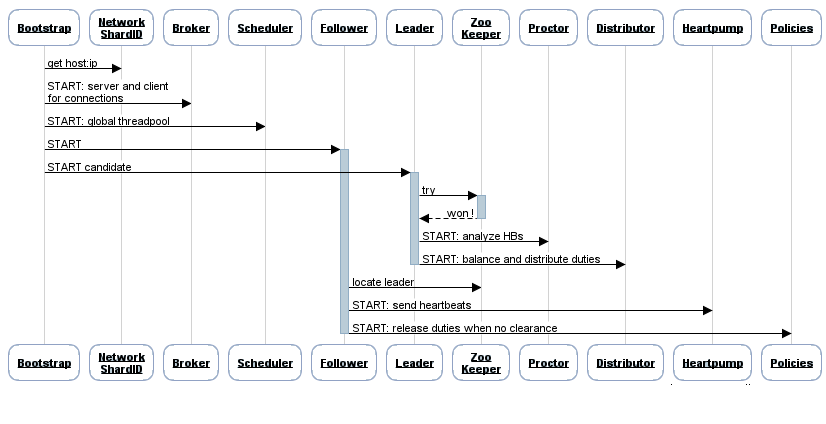 Bootstrap
Network
ShardID
Broker
Scheduler
Follower
Leader
Zoo
Keeper
Proctor
Distributor
Heartpump
Policies
get host:ip
START: server and client
for connections
START: global threadpool
START
START candidate
try
won !
START: analyze HBs
START: balance and distribute duties
locate leader
START: send heartbeats
START: release duties when no clearance
Bootstrap
Network
ShardID
Broker
Scheduler
Follower
Leader
Zoo
Keeper
Proctor
Distributor
Heartpump
Policies